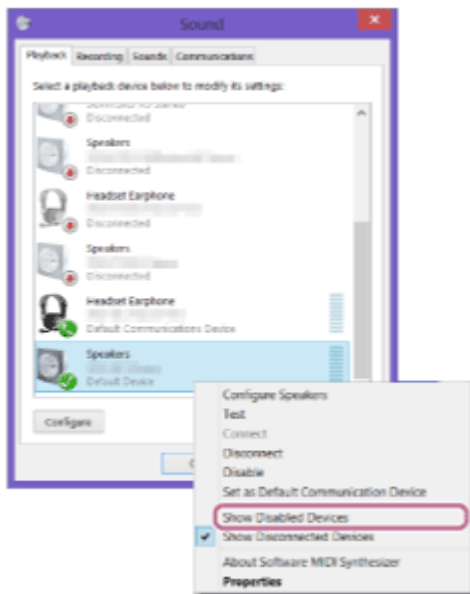 Sound
Playback Recording Sounds Communications
Select a playback device below to modify its settings:
Disconnected
Speakers
Disconnected
Headset Earphone
Disconnected
Speakers
Disconnected
Headset Earphone
Default Communications Device
Speakers
Default Device
Configure
Configure Speakers
Test
Connect
Disconnect
Disable
Set as Default Communication Device
Show Disabled Devices
Show Disconnected Devices
About Software MIDI Synthesizer
Properties